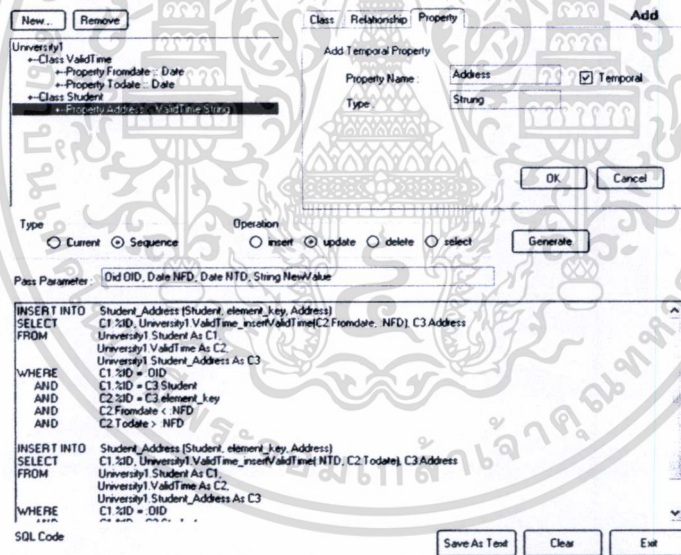 New...
Remove
University1
Class ValidTime
Property Fromdate :: Date
Property Todate :: Date
Class Student
Property Address :: ValidTime String
Class Relationship Property
Add
Add Temporal Property
Property Name :
Address
Temporal
Type :
Strung
OK
Cancel
Type
Current
Sequence
Operation
insert
update
delete
select
Generate
Pass Parameter :
Oid OID, Date NFD, Date NTD, String NewValue
INSERT INTO Student_Address (Student, element_key, Address)
SELECT C1.%ID, University1.ValidTime_insertValidTime(C2.Fromdate, :NFD), C3.Address
FROM University1.Student As C1,
University1.ValidTime As C2,
University1.Student_Address As C3
WHERE C1.%ID = :OID
AND C1.%ID = C3.Student
AND C2.%ID = C3.element_key
AND C2.Fromdate < :NFD
AND C2.Todate > :NFD
INSERT INTO Student_Address (Student, element_key, Address)
SELECT C1.%ID, University1.ValidTime_insertValidTime(:NTD, C2.Todate), C3.Address
FROM University1.Student As C1,
University1.ValidTime As C2,
University1.Student_Address As C3
WHERE C1.%ID = :OID
SQL Code
Save As Text
Clear
Exit